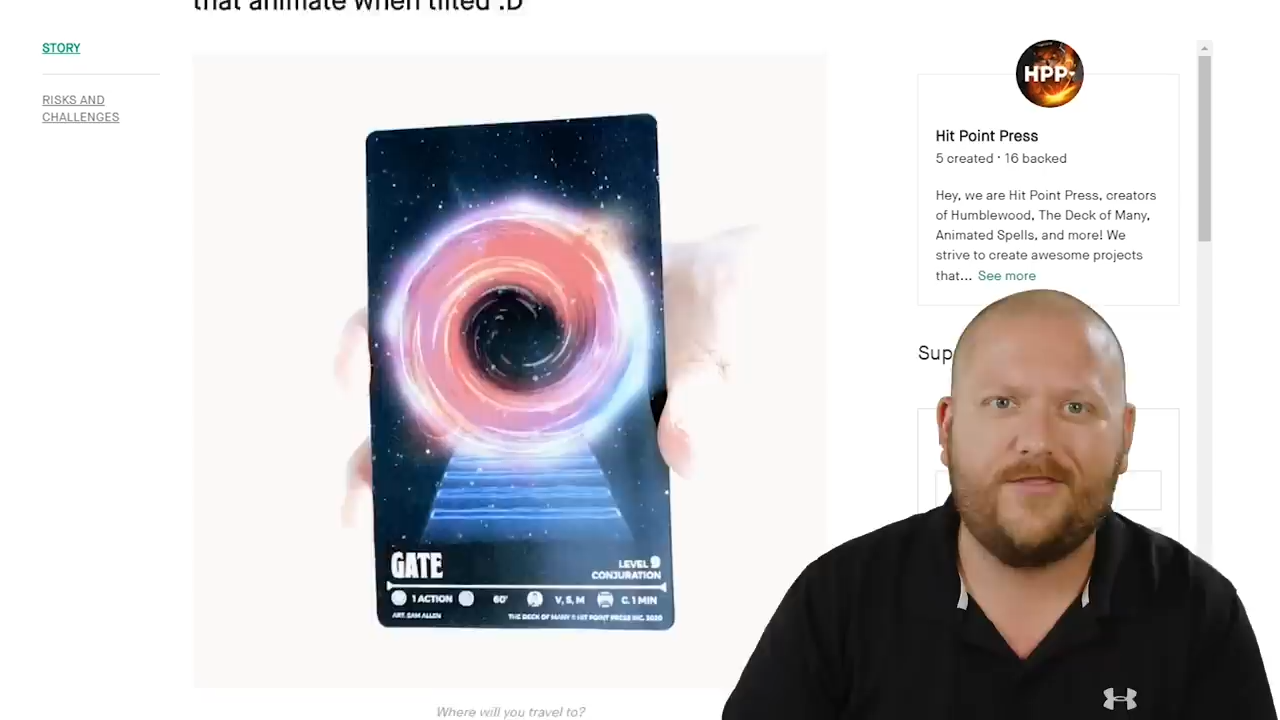 that animate when tilted :D
STORY
RISKS AND
CHALLENGES
HPP
Hit Point Press
5 created · 16 backed
Hey, we are Hit Point Press, creators
of Humblewood, The Deck of Many,
Animated Spells, and more! We
strive to create awesome projects
that... See more
Sup
GATE
LEVEL 9
CONJURATION
1 ACTION
60'
V, S, M
C. 1 MIN
ART. SAM ALLEN
THE DECK OF MANY © HIT POINT PRESS INC. 2020
Where will you travel to?